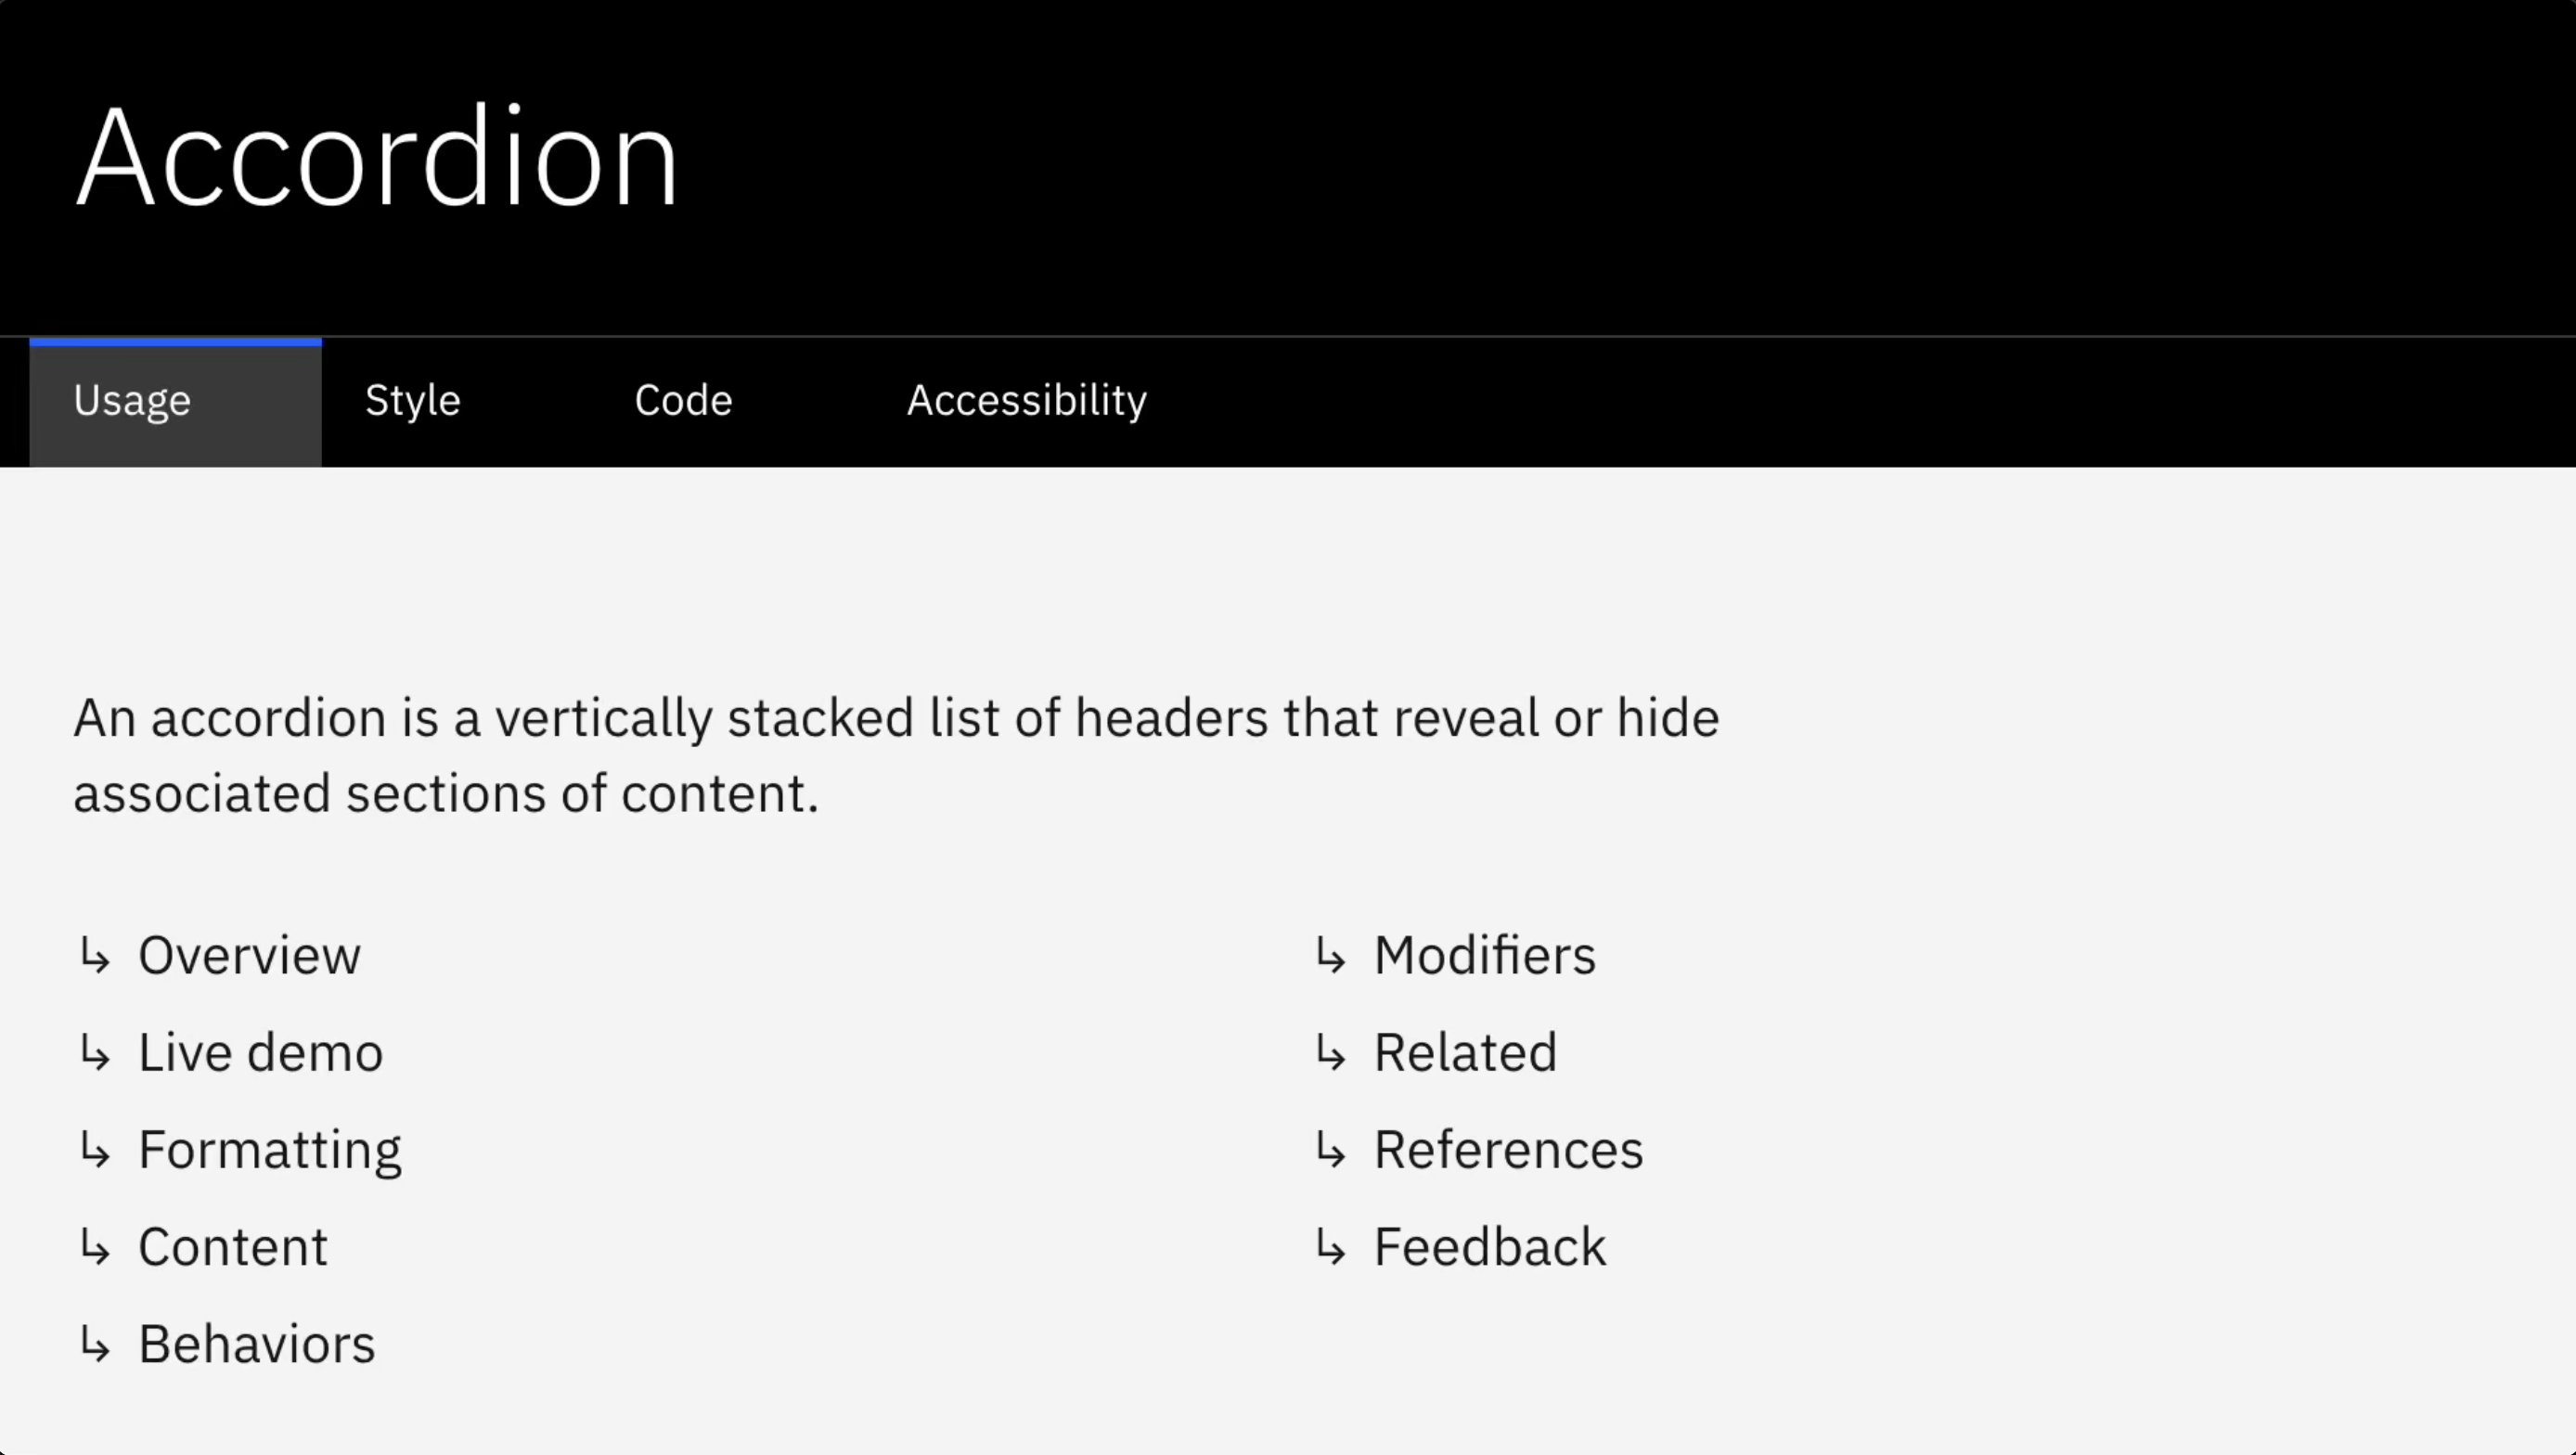 Accordion
Usage
Style
Code
Accessibility
An accordion is a vertically stacked list of headers that reveal or hide
associated sections of content.
↳ Overview
↳ Live demo
↳ Formatting
↳ Content
↳ Behaviors
↳ Modifiers
↳ Related
↳ References
↳ Feedback